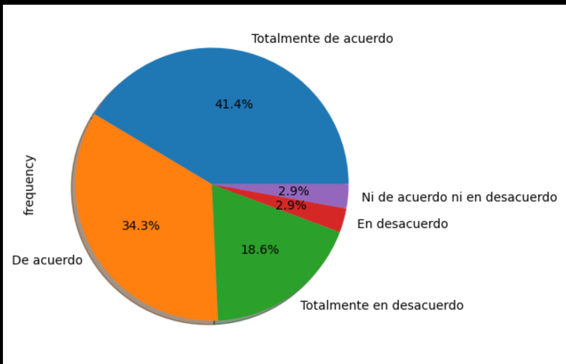 Totalmente de acuerdo
41.4%
frequency
2.9%
Ni de acuerdo ni en desacuerdo
2.9%
En desacuerdo
34.3%
18.6%
De acuerdo
Totalmente en desacuerdo